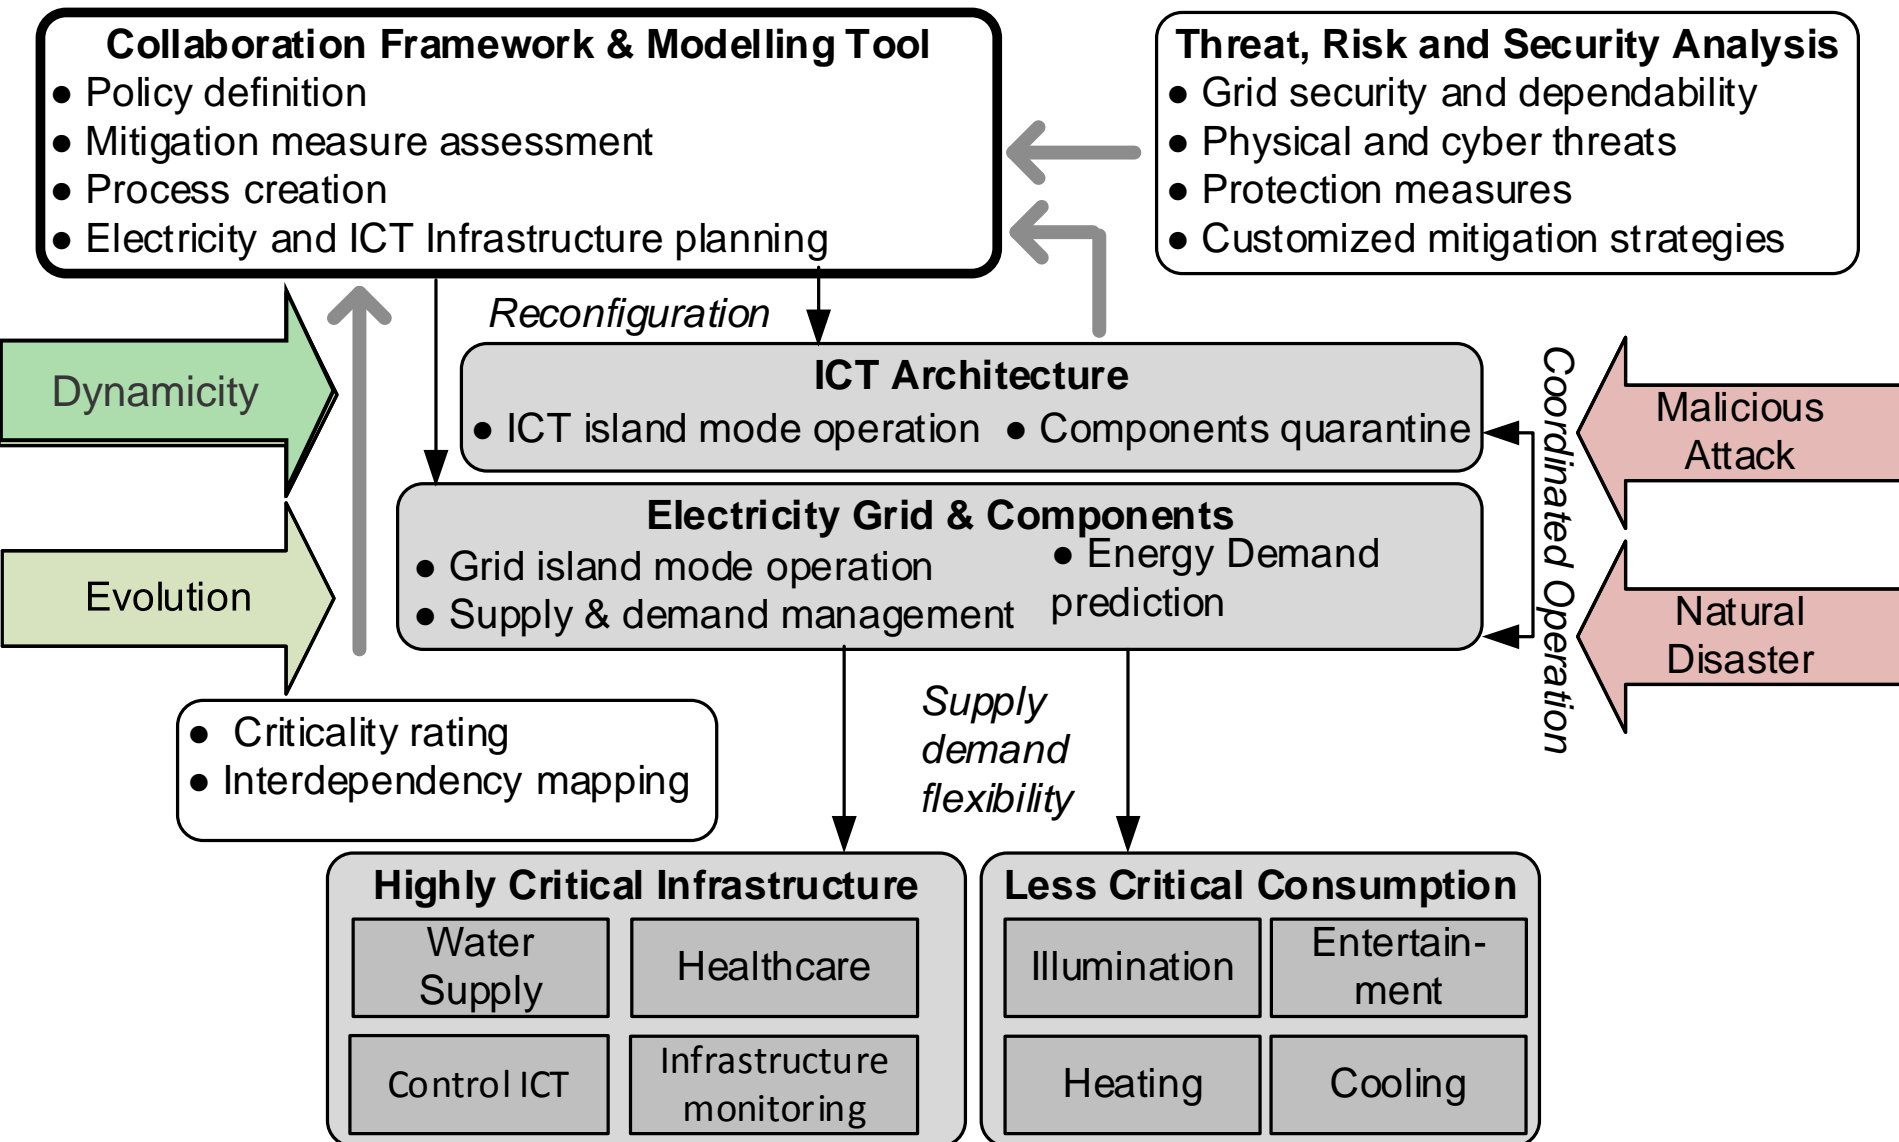 Collaboration Framework & Modelling Tool
● Policy definition
● Mitigation measure assessment
● Process creation
● Electricity and ICT Infrastructure planning
Threat, Risk and Security Analysis
● Grid security and dependability
● Physical and cyber threats
● Protection measures
● Customized mitigation strategies
Reconfiguration
Dynamicity
ICT Architecture
● ICT island mode operation ● Components quarantine
Coordinated Operation
Malicious
Attack
Electricity Grid & Components
● Grid island mode operation
● Supply & demand management
● Energy Demand
prediction
Evolution
Natural
Disaster
● Criticality rating
● Interdependency mapping
Supply
demand
flexibility
Highly Critical Infrastructure
Water
Supply
Healthcare
Control ICT
Infrastructure
monitoring
Less Critical Consumption
Illumination
Entertain-
ment
Heating
Cooling